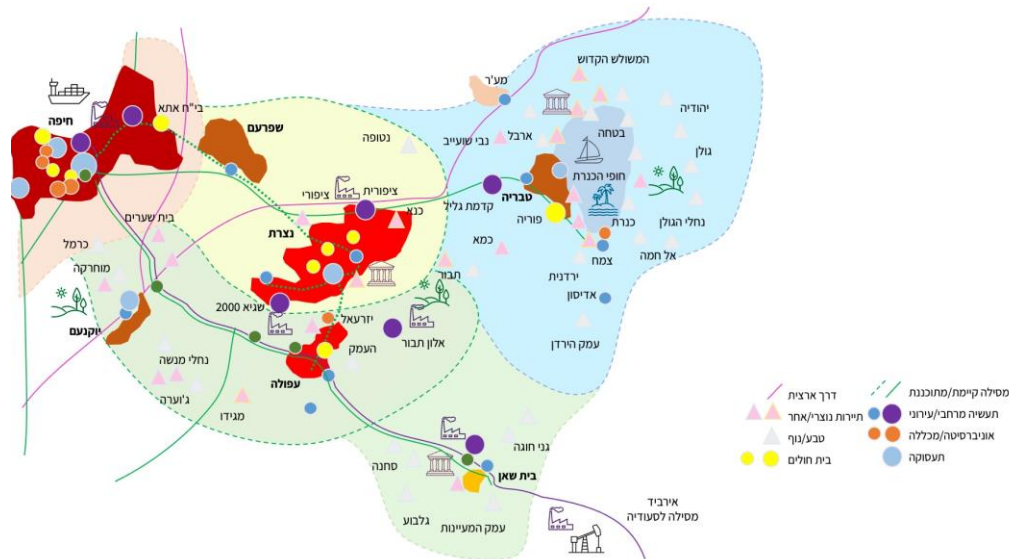 המשולש הקדוש
מע'ר
יהודיה
בי"ח אתא
חיפה
שפרעם
נטופה
נבי שועייב
ארבל
בטחה
גולן
חופי הכנרת
טבריה
קדמת גליל
ציפורית
ציפורי
כנא
פוריה
כנרת
נחלי הגולן
בית שערים
נצרת
כמא
צמח
אל חמה
כרמל
מוחרקה
תבור
ירדנית
אדיסון
יוקנעם
שגיא 2000
יזרעאל
אלון תבור
עמק הירדן
נחלי מנשה
העמק
עפולה
ג'וערה
מגידו
גני חוגה
סחנה
בית שאן
גלבוע
עמק המעיינות
אירביד
מסילה לסעודיה
מסילה קיימת/מתוכננת
דרך ארצית
תעשיה מרחבי/עירוני
תיירות נוצרי/אחר
אוניברסיטה/מכללה
טבע/נוף
תעסוקה
בית חולים